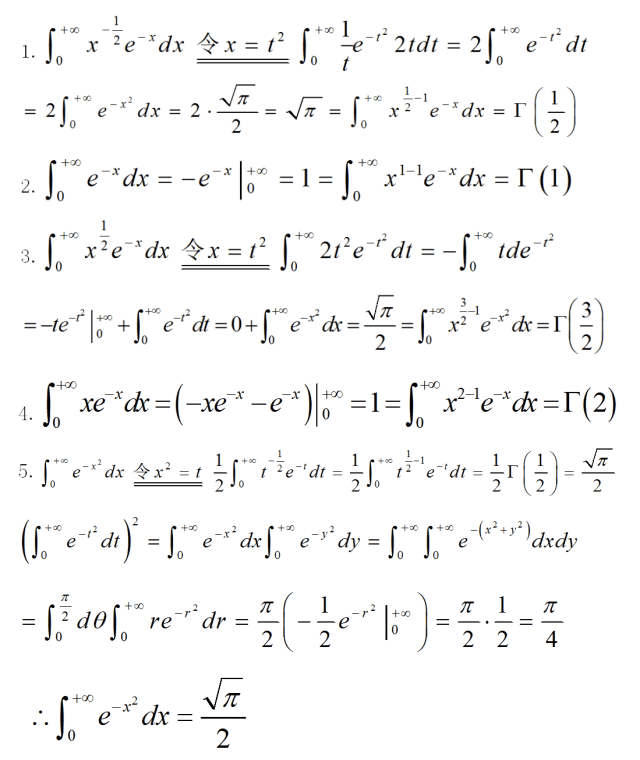 1. ∫₀^{+∞} x^{-1/2} e^{-x} dx 令 x = t² ∫₀^{+∞} (1/t) e^{-t²} 2tdt = 2∫₀^{+∞} e^{-t²} dt
= 2∫₀^{+∞} e^{-x²} dx = 2 · √π/2 = √π = ∫₀^{+∞} x^{1/2-1} e^{-x} dx = Γ(1/2)
2. ∫₀^{+∞} e^{-x} dx = -e^{-x} |₀^{+∞} = 1 = ∫₀^{+∞} x^{1-1} e^{-x} dx = Γ(1)
3. ∫₀^{+∞} x^{1/2} e^{-x} dx 令 x = t² ∫₀^{+∞} 2t² e^{-t²} dt = -∫₀^{+∞} tde^{-t²}
= -te^{-t²} |₀^{+∞} + ∫₀^{+∞} e^{-t²} dt = 0 + ∫₀^{+∞} e^{-x²} dx = √π/2 = ∫₀^{+∞} x^{3/2-1} e^{-x²} dx = Γ(3/2)
4. ∫₀^{+∞} xe^{-x} dx = (-xe^{-x} - e^{-x}) |₀^{+∞} = 1 = ∫₀^{+∞} x^{2-1} e^{-x} dx = Γ(2)
5. ∫₀^{+∞} e^{-x²} dx 令 x² = t (1/2)∫₀^{+∞} t^{-1/2} e^{-t} dt = (1/2)∫₀^{+∞} t^{1/2-1} e^{-t} dt = (1/2)Γ(1/2) = √π/2
(∫₀^{+∞} e^{-t²} dt)² = ∫₀^{+∞} e^{-x²} dx ∫₀^{+∞} e^{-y²} dy = ∫₀^{+∞} ∫₀^{+∞} e^{-(x²+y²)} dxdy
= ∫₀^{π/2} dθ ∫₀^{+∞} re^{-r²} dr = π/2 (-1/2 e^{-r²} |₀^{+∞}) = π/2 · 1/2 = π/4
∴ ∫₀^{+∞} e^{-x²} dx = √π/2